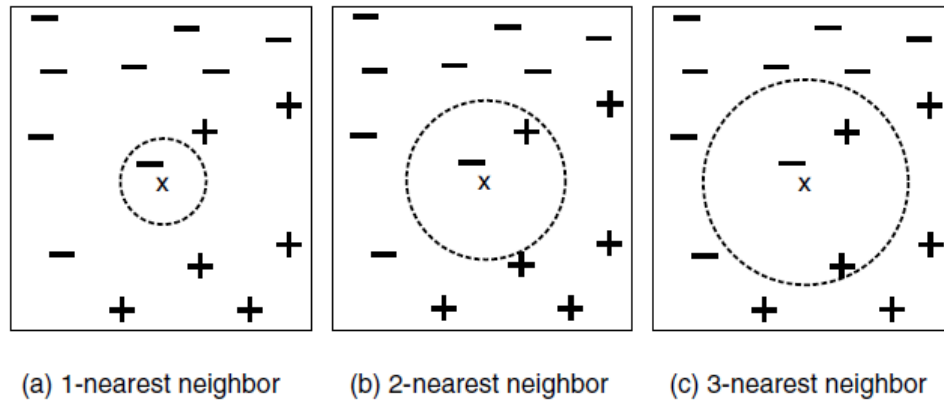 x x x
(a) 1-nearest neighbor (b) 2-nearest neighbor (c) 3-nearest neighbor